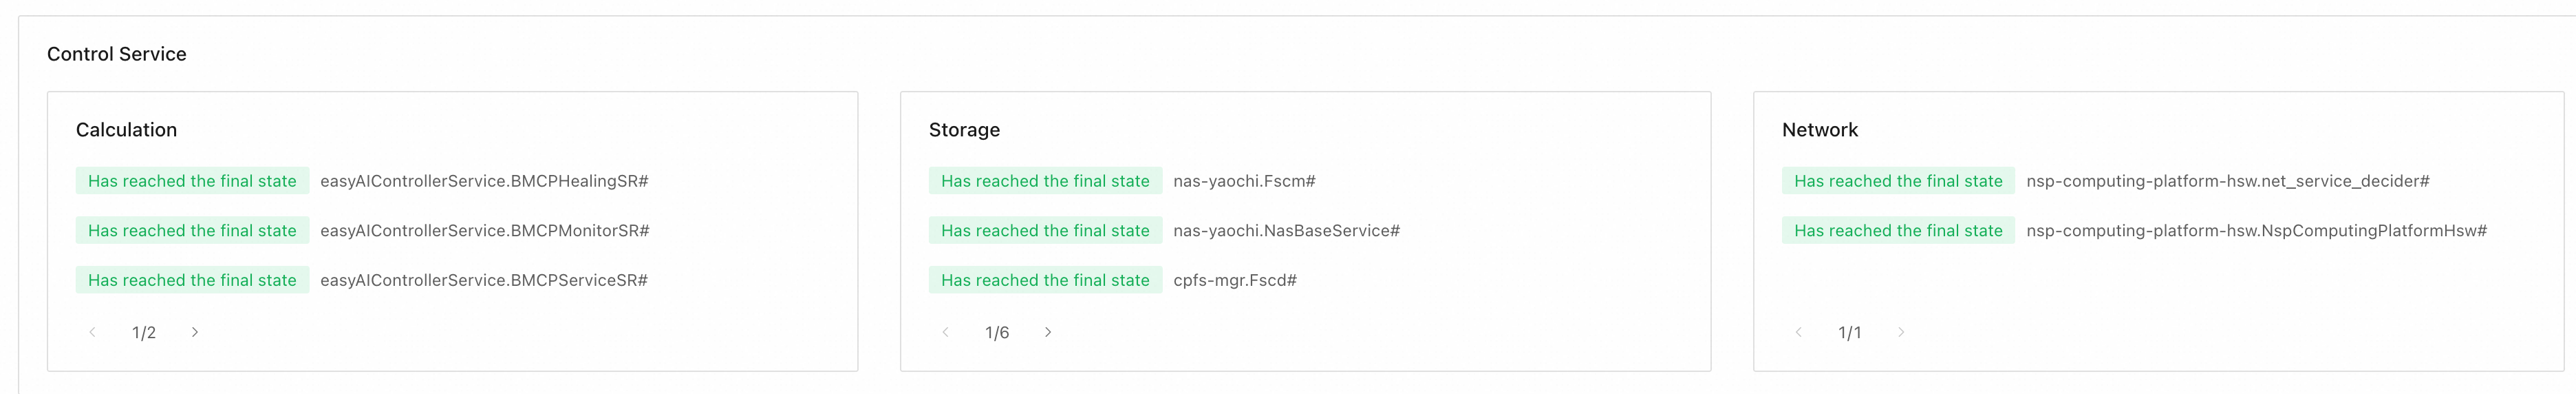 Control Service
Calculation
Has reached the final state easyAIControllerService.BMCPHealingSR#
Has reached the final state easyAIControllerService.BMCPMonitorSR#
Has reached the final state easyAIControllerService.BMCPServiceSR#
1/2
Storage
Has reached the final state nas-yaochi.Fscm#
Has reached the final state nas-yaochi.NasBaseService#
Has reached the final state cpfs-mgr.Fscd#
1/6
Network
Has reached the final state nsp-computing-platform-hsw.net_service_decider#
Has reached the final state nsp-computing-platform-hsw.NspComputingPlatformHsw#
1/1